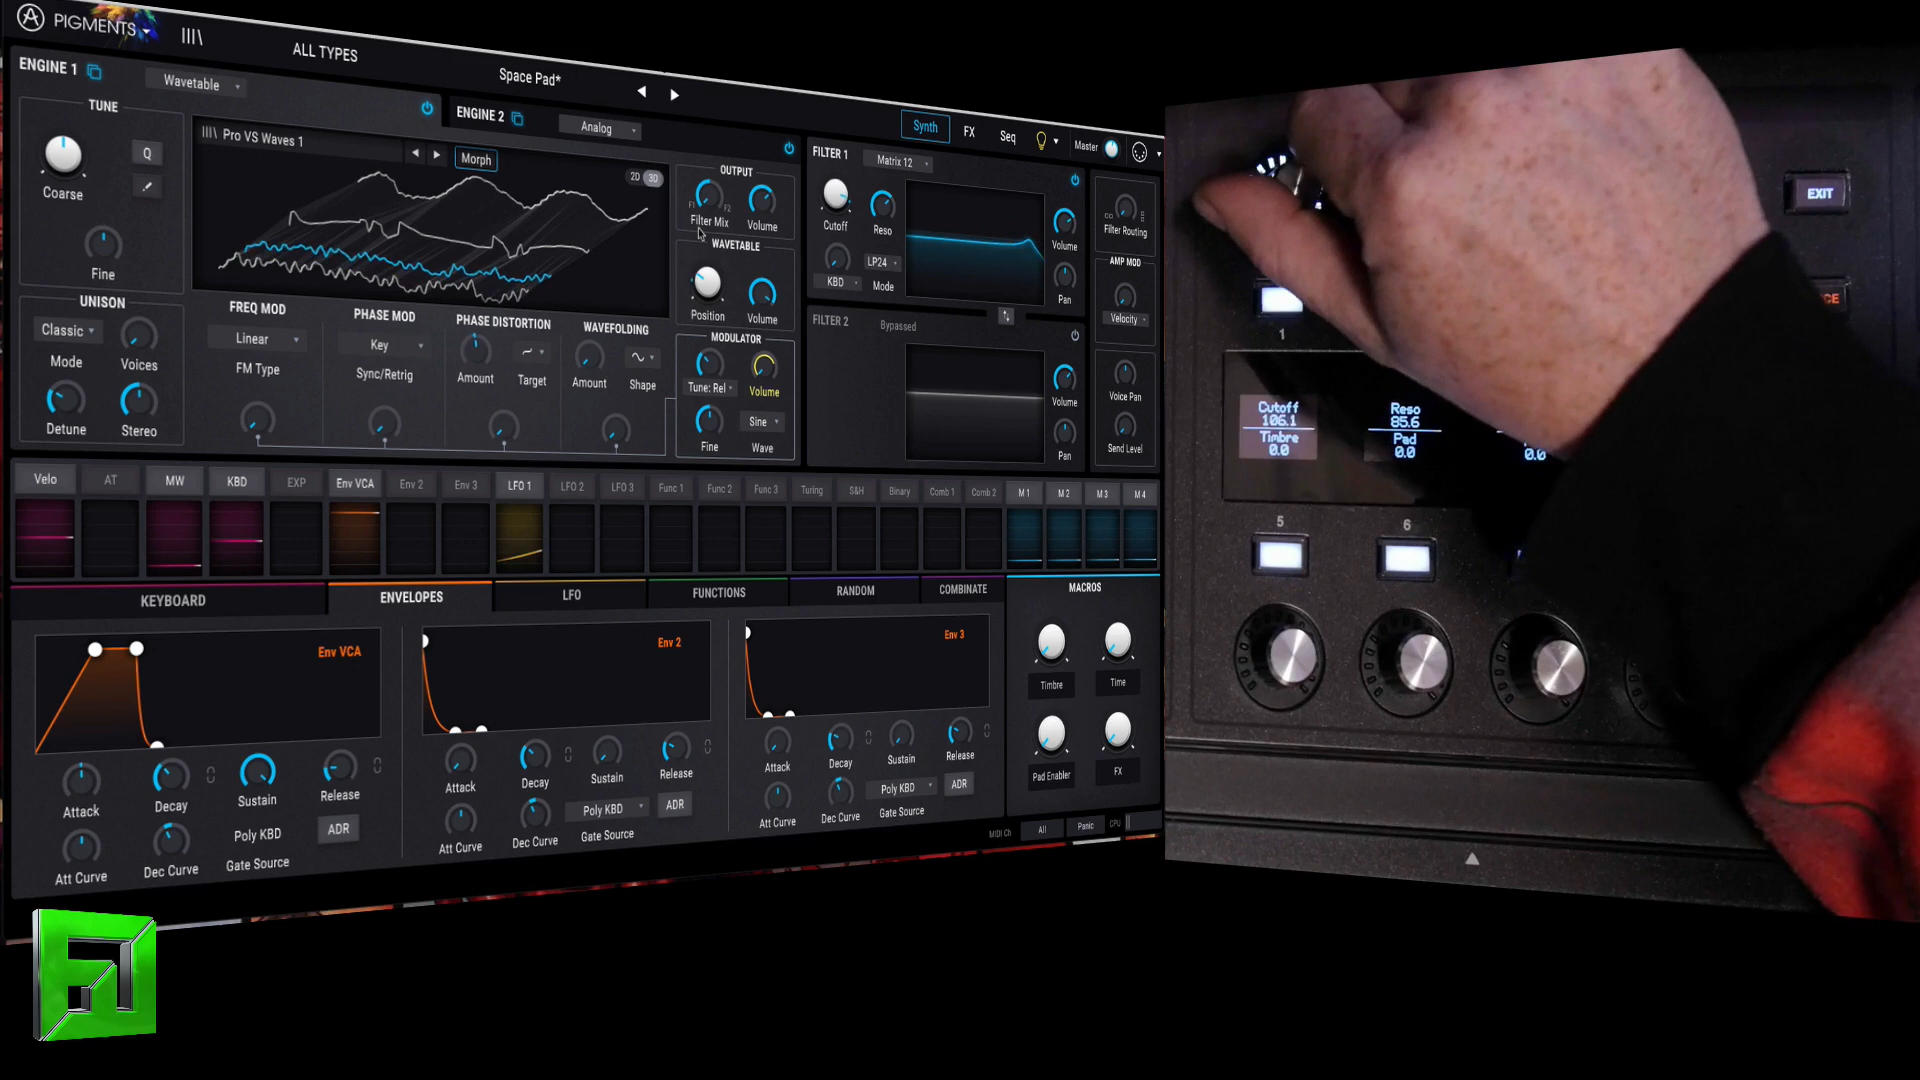 PIGMENTS
ALL TYPES
Space Pad*
ENGINE 1
Wavetable
ENGINE 2
Analog
Synth
FX
Seq
Master
TUNE
Q
Coarse
Fine
Pro VS Waves 1
Morph
2D
3D
OUTPUT
F1
F2
Filter Mix
Volume
WAVETABLE
Position
Volume
MODULATOR
Tune: Rel
Volume
Fine
Sine
Wave
UNISON
Classic
Mode
Voices
Detune
Stereo
FREQ MOD
Linear
FM Type
PHASE MOD
Key
Sync/Retrig
PHASE DISTORTION
Amount
Target
WAVEFOLDING
Amount
Shape
FILTER 1
Matrix 12
Cutoff
Reso
KBD
LP24
Mode
Volume
Pan
FILTER 2
Bypassed
Volume
Pan
Filter Routing
AMP MOD
Velocity
Voice Pan
Send Level
Velo
AT
MW
KBD
EXP
Env VCA
Env 2
Env 3
LFO 1
LFO 2
LFO 3
Func 1
Func 2
Func 3
Turing
S&H
Binary
Comb 1
Comb 2
M 1
M 2
M 3
M 4
KEYBOARD
ENVELOPES
LFO
FUNCTIONS
RANDOM
COMBINATE
MACROS
Env VCA
Attack
Decay
Sustain
Release
Att Curve
Dec Curve
Poly KBD
Gate Source
ADR
Env 2
Attack
Decay
Sustain
Release
Att Curve
Dec Curve
Poly KBD
Gate Source
ADR
Env 3
Attack
Decay
Sustain
Release
Att Curve
Dec Curve
Poly KBD
Gate Source
ADR
Timbre
Time
Pad Enabler
FX
MIDI Ch
All
Panic
CPU
EXIT
CE
1
Cutoff
106.1
Timbre
0.0
Reso
85.6
Pad
0.0
0.0
5
6